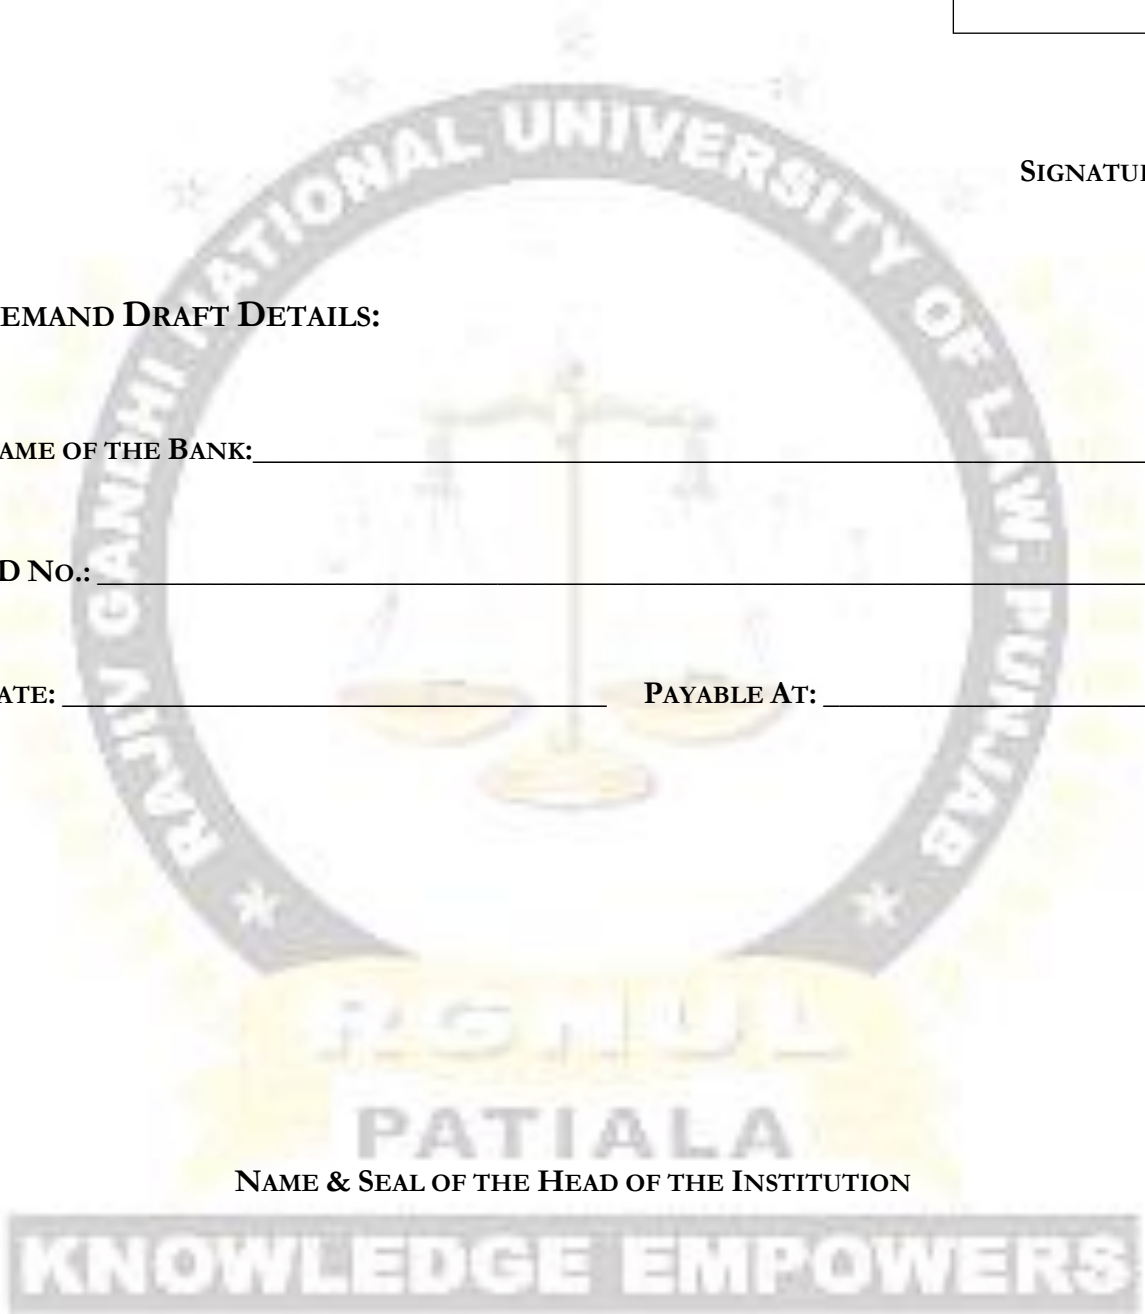 SIGNATU
EMAND DRAFT DETAILS:
AME OF THE BANK:
D NO.:
ATE: PAYABLE AT:
RAJIV GANDHI NATIONAL UNIVERSITY OF LAW, PUNJAB
RGNUL
PATIALA
NAME & SEAL OF THE HEAD OF THE INSTITUTION
KNOWLEDGE EMPOWERS